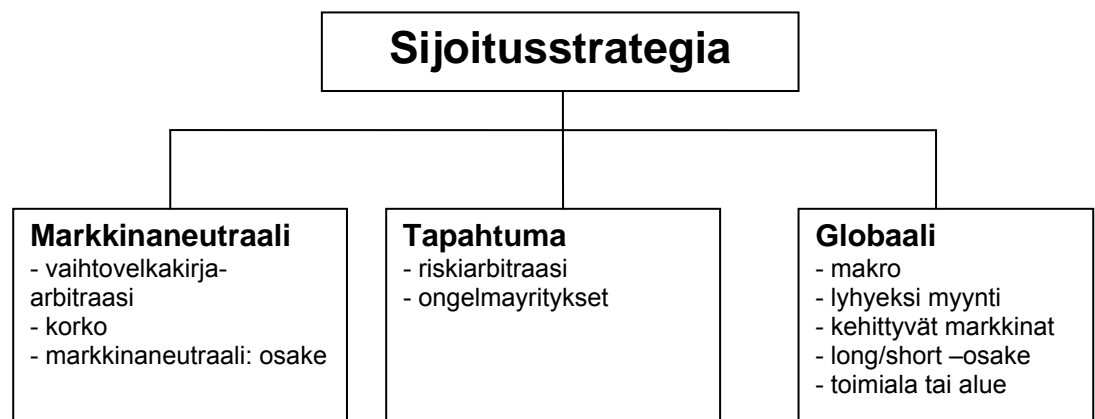 Sijoitusstrategia
Markkinaneutraali
- vaihtovelkakirja-
arbitraasi
- korko
- markkinaneutraali: osake
Tapahtuma
- riskiarbitraasi
- ongelmayritykset
Globaali
- makro
- lyhyeksi myynti
- kehittyvät markkinat
- long/short –osake
- toimiala tai alue